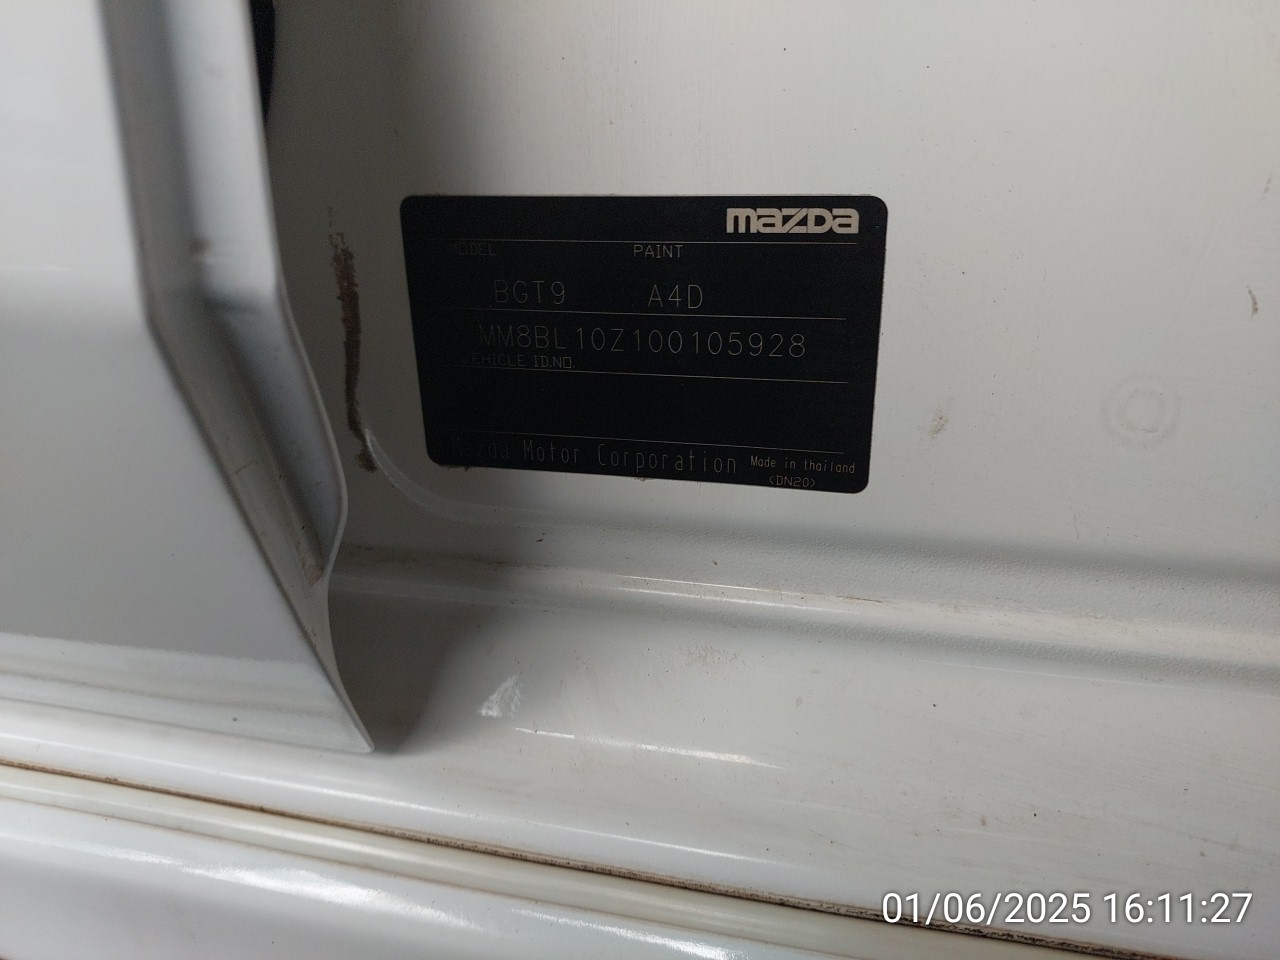 mazda
MODEL PAINT
BGT9 A4D
MM8BL10Z100105928
VEHICLE ID.NO.
Mazda Motor Corporation Made in thailand
<DN20>
01/06/2025 16:11:27